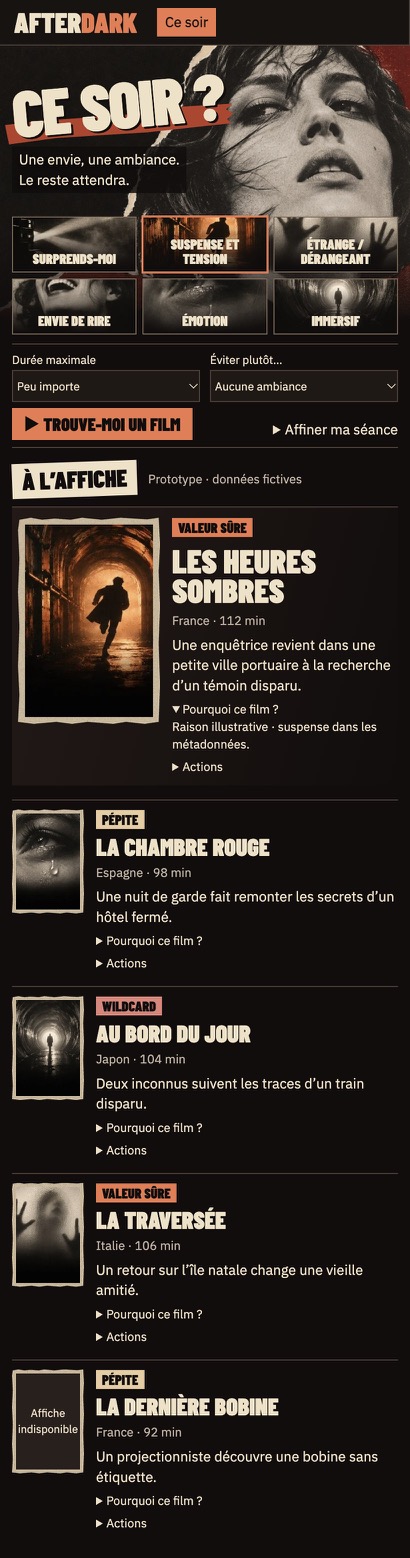 AFTERDARK
Ce soir
CE SOIR ?
Une envie, une ambiance.
Le reste attendra.
SURPRENDS-MOI
SUSPENSE ET
TENSION
ÉTRANGE /
DÉRANGEANT
ENVIE DE RIRE
ÉMOTION
IMMERSIF
Durée maximale
Éviter plutôt…
Peu importe
Aucune ambiance
▶ TROUVE-MOI UN FILM
▶ Affiner ma séance
À L'AFFICHE
Prototype · données fictives
VALEUR SÛRE
LES HEURES
SOMBRES
France · 112 min
Une enquêtrice revient dans une
petite ville portuaire à la recherche
d'un témoin disparu.
▼ Pourquoi ce film ?
Raison illustrative · suspense dans les
métadonnées.
▶ Actions
PÉPITE
LA CHAMBRE ROUGE
Espagne · 98 min
Une nuit de garde fait remonter les secrets d'un
hôtel fermé.
▶ Pourquoi ce film ?
▶ Actions
WILDCARD
AU BORD DU JOUR
Japon · 104 min
Deux inconnus suivent les traces d'un train
disparu.
▶ Pourquoi ce film ?
▶ Actions
VALEUR SÛRE
LA TRAVERSÉE
Italie · 106 min
Un retour sur l'île natale change une vieille
amitié.
▶ Pourquoi ce film ?
▶ Actions
Affiche
indisponible
PÉPITE
LA DERNIÈRE BOBINE
France · 92 min
Un projectionniste découvre une bobine sans
étiquette.
▶ Pourquoi ce film ?
▶ Actions